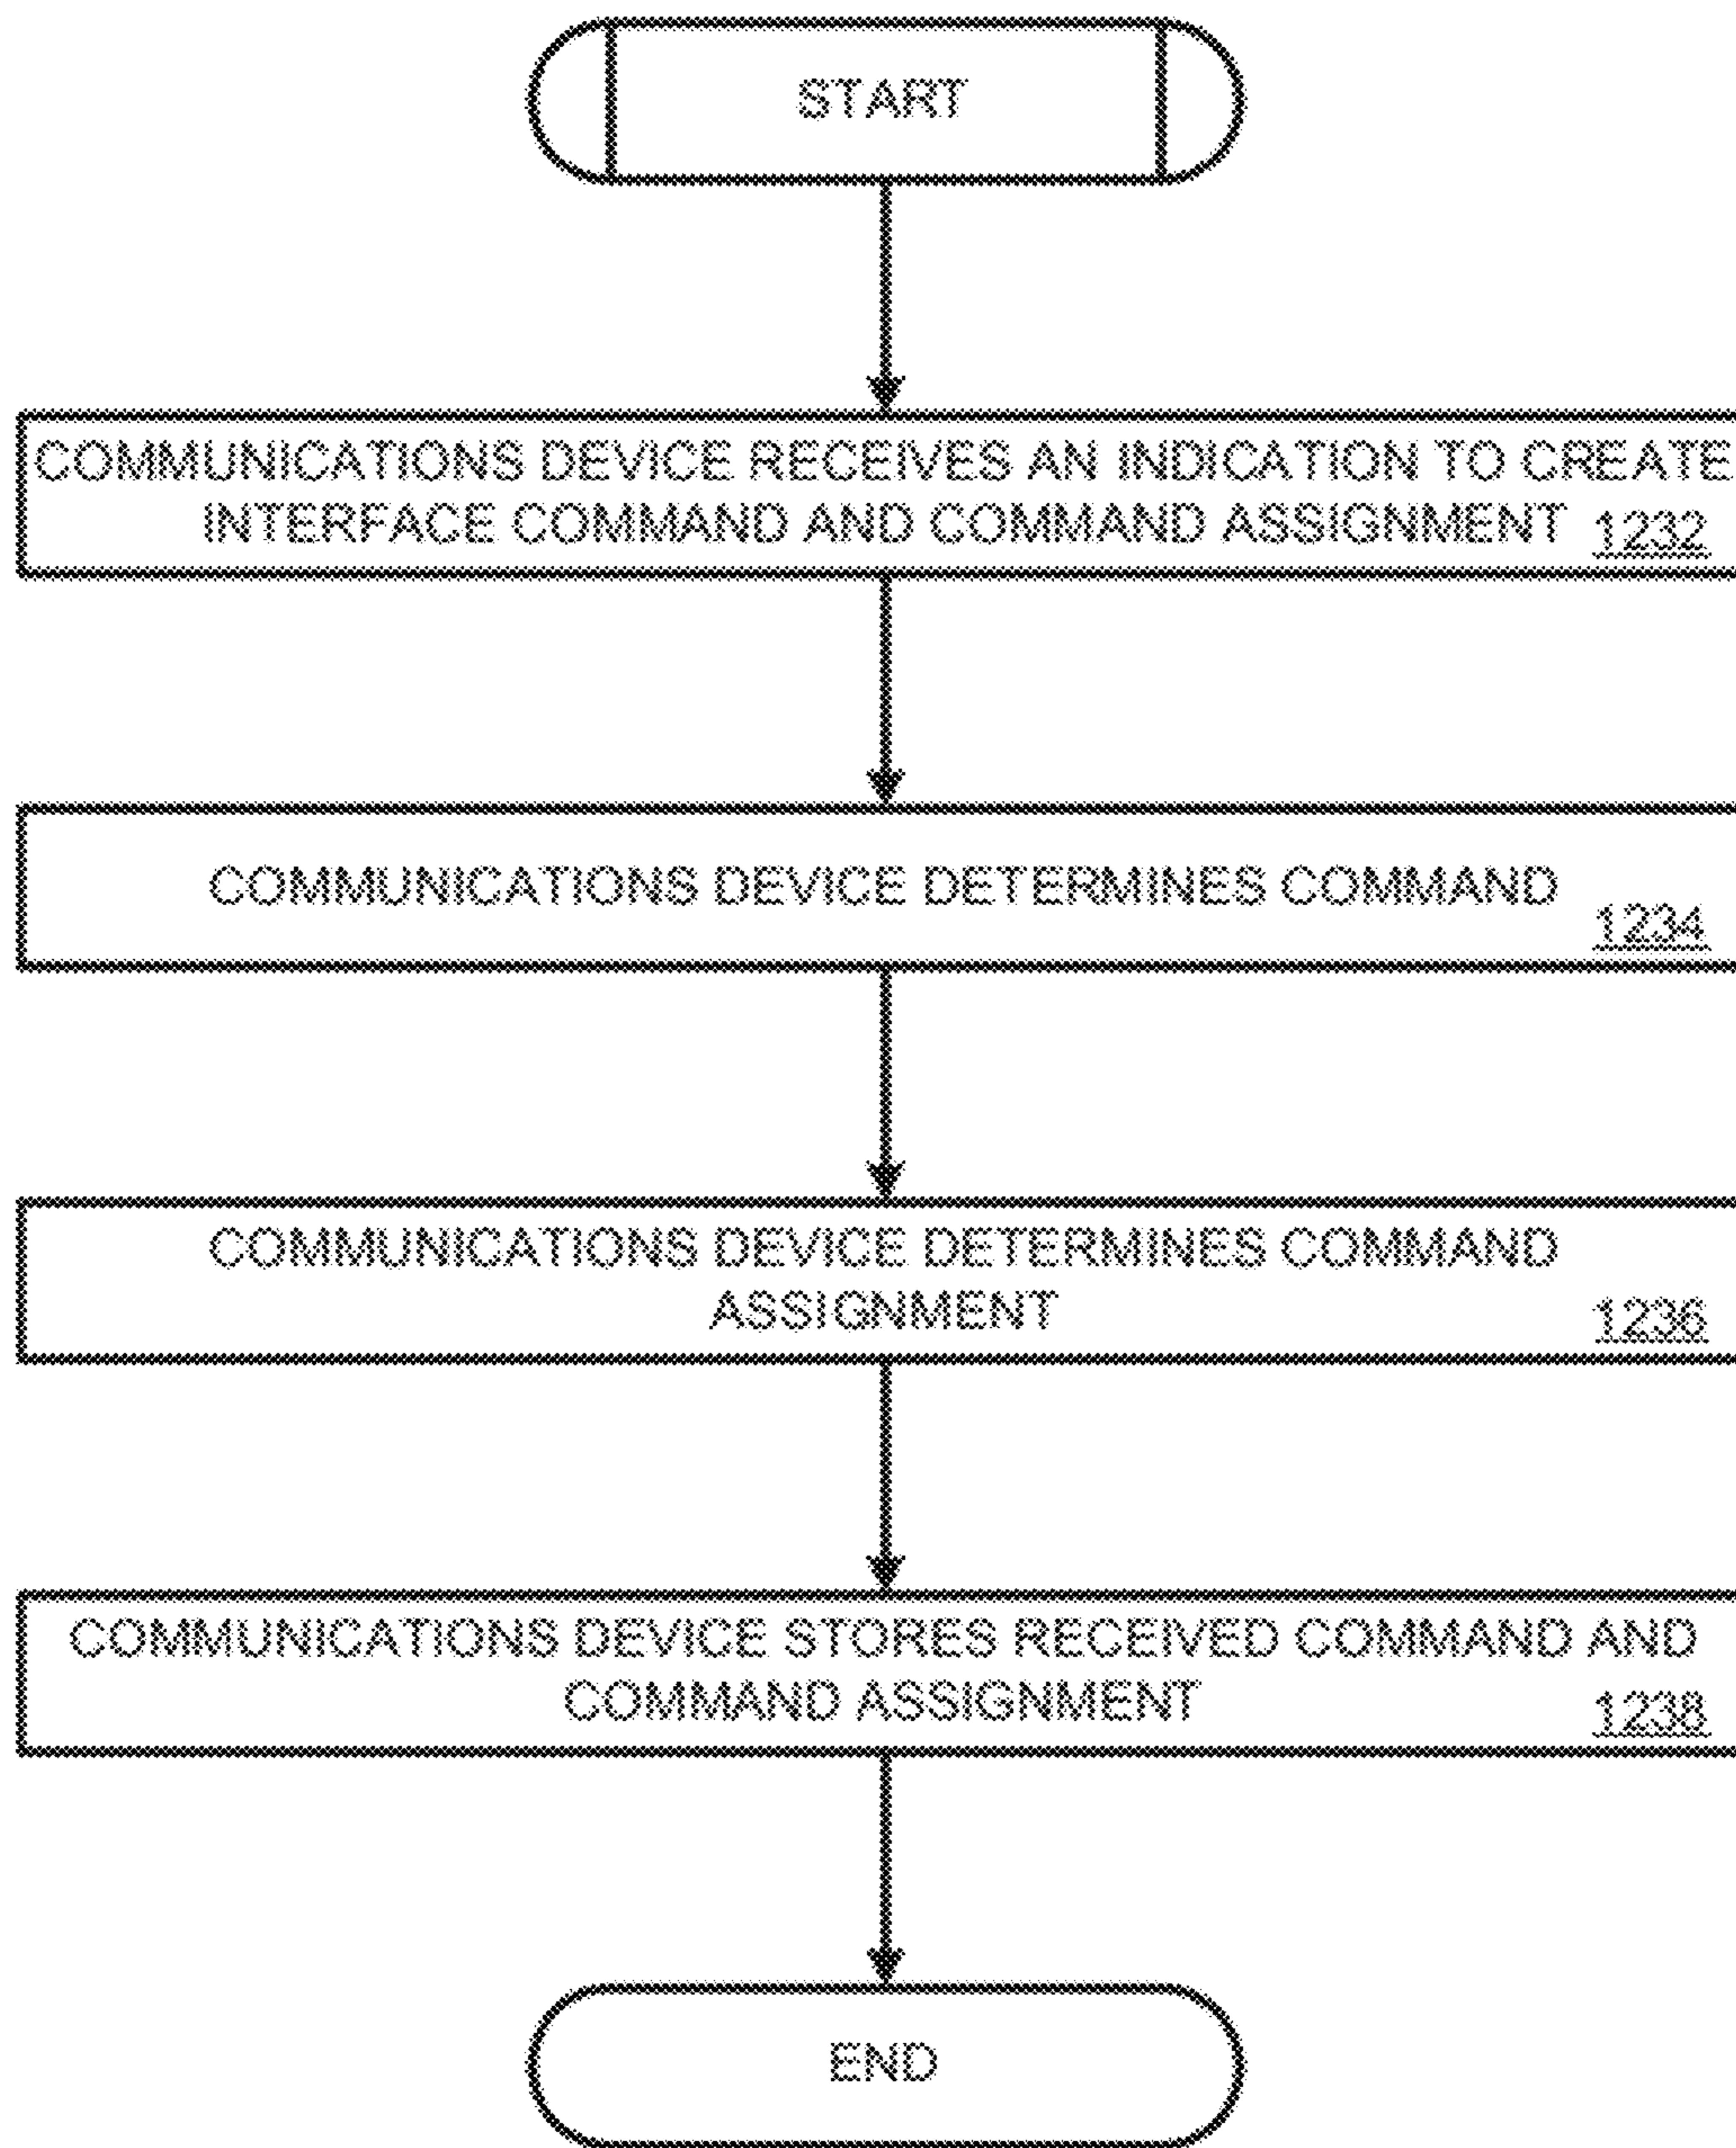 START
COMMUNICATIONS DEVICE RECEIVES AN INDICATION TO CREATE
INTERFACE COMMAND AND COMMAND ASSIGNMENT 1232
COMMUNICATIONS DEVICE DETERMINES COMMAND
1234
COMMUNICATIONS DEVICE DETERMINES COMMAND
ASSIGNMENT 1236
COMMUNICATIONS DEVICE STORES RECEIVED COMMAND AND
COMMAND ASSIGNMENT 1238
END